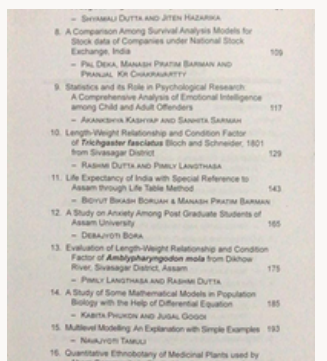 – SHYAMALI DUTTA AND JITEN HAZARIKA
8. A Comparison Among Survival Analysis Models for
Stock data of Companies under National Stock
Exchange, India 109
– PAL DEKA, MANASH PRATIM BARMAN AND
PRANJAL KR CHAKRAVARTTY
9. Statistics and its Role in Psychological Research:
A Comprehensive Analysis of Emotional Intelligence
among Child and Adult Offenders 117
– AKANKSHYA KASHYAP AND SANHITA SARMAH
10. Length-Weight Relationship and Condition Factor
of Trichgaster fasciatus Bloch and Schneider, 1801
from Sivasagar District 129
– RASHMI DUTTA AND PIMILY LANGTHASA
11. Life Expectancy of India with Special Reference to
Assam through Life Table Method 143
– BIDYUT BIKASH BORUAH & MANASH PRATIM BARMAN
12. A Study on Anxiety Among Post Graduate Students of
Assam University 165
– DEBAJYOTI BORA
13. Evaluation of Length-Weight Relationship and Condition
Factor of Amblypharyngodon mola from Dikhow
River, Sivasagar District, Assam 175
– PIMILY LANGTHASA AND RASHMI DUTTA
14. A Study of Some Mathematical Models in Population
Biology with the Help of Differential Equation 185
– KABITA PHUKON AND JUGAL GOGOI
15. Multilevel Modelling: An Explanation with Simple Examples 193
– NAVAJYOTI TAMULI
16. Quantitative Ethnobotany of Medicinal Plants used by